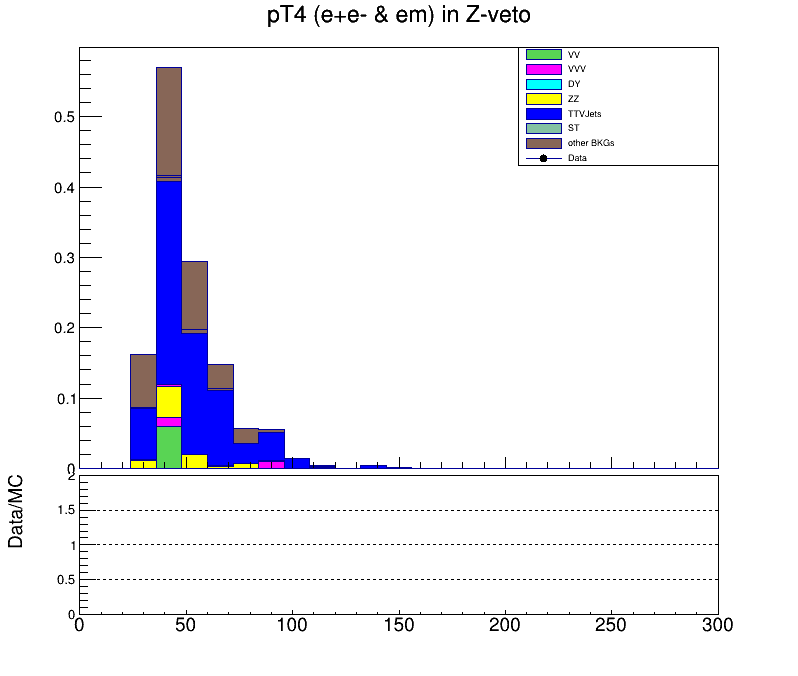 pT4 (e+e- & em) in Z-veto
VV
VVV
DY
ZZ
TTVJets
ST
other BKGs
Data
0.5
0.4
0.3
0.2
0.1
0
Data/MC
2
1.5
1
0.5
0
0 50 100 150 200 250 300